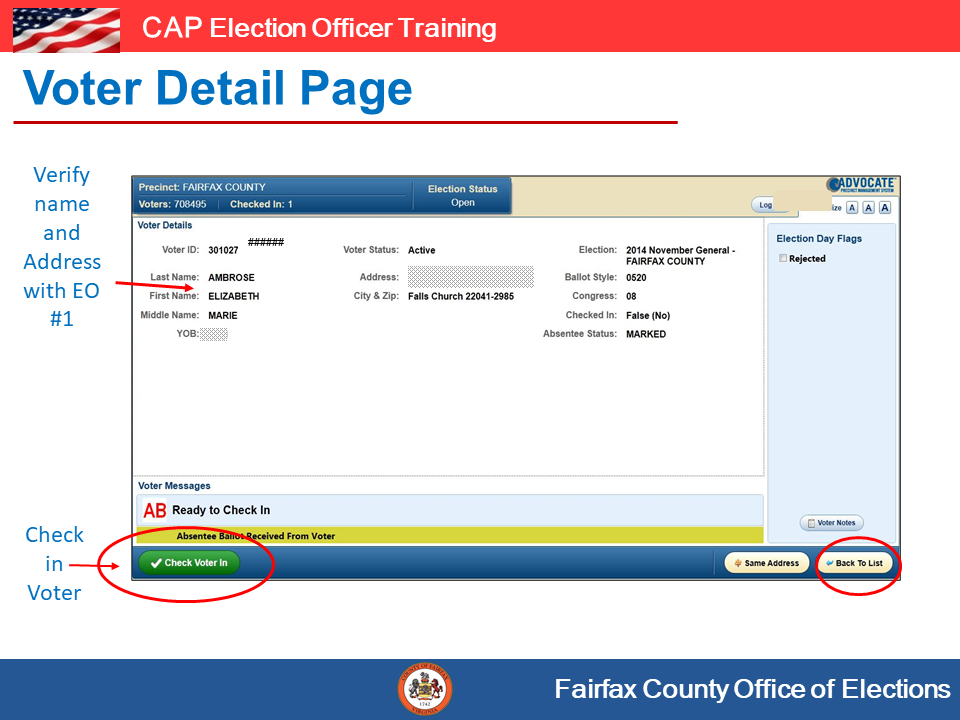 CAP Election Officer Training
Voter Detail Page
Verify
name
and
Address
with EO
#1
Precinct: FAIRFAX COUNTY
Voters: 708495 | Checked In: 1
Election Status
Open
ADVOCATE
PRECINCT MANAGEMENT SYSTEM
Log
ize A A A
Voter Details
Voter ID: 301027 ######
Voter Status: Active
Election: 2014 November General -
FAIRFAX COUNTY
Last Name: AMBROSE
Address:
Ballot Style: 0520
First Name: ELIZABETH
City & Zip: Falls Church 22041-2985
Congress: 08
Middle Name: MARIE
Checked In: False (No)
YOB:
Absentee Status: MARKED
Election Day Flags
Rejected
Voter Notes
Voter Messages
AB Ready to Check In
Absentee Ballot Received From Voter
Check
in
Voter
Check Voter In
Same Address
Back To List
COUNTY OF FAIRFAX
1742
VIRGINIA
Fairfax County Office of Elections